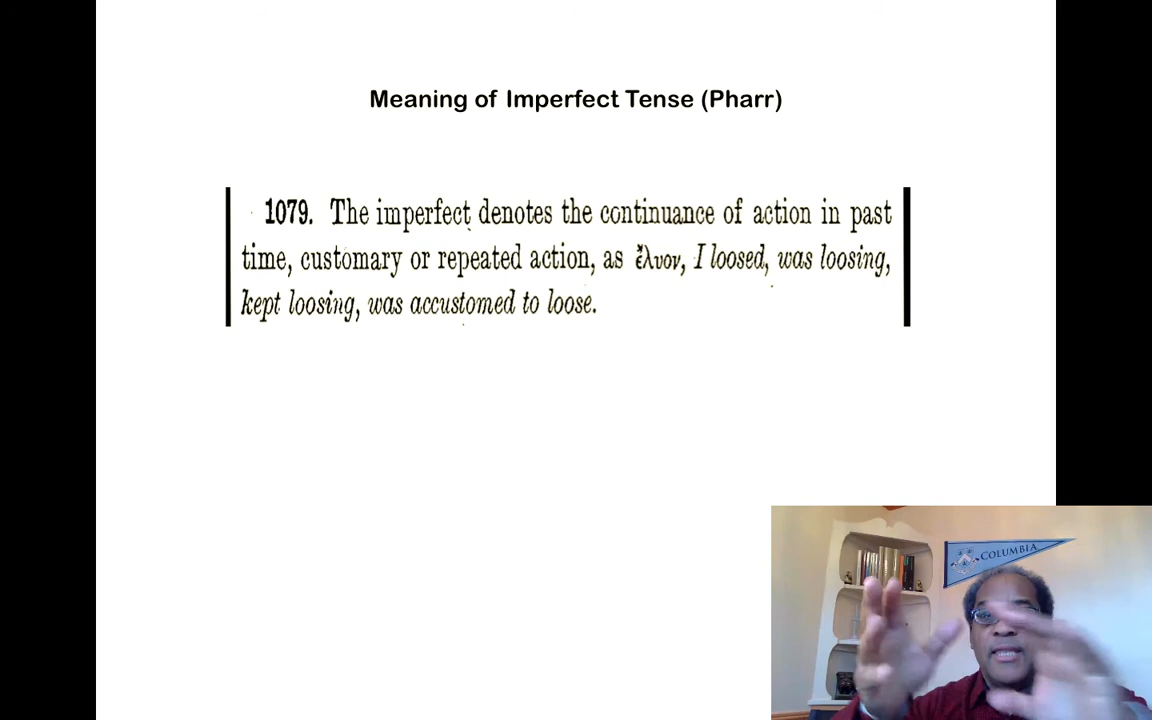 Meaning of Imperfect Tense (Pharr)
1079. The imperfect denotes the continuance of action in past
time, customary or repeated action, as ἔλυον, I loosed, was loosing,
kept loosing, was accustomed to loose.
COLUMBIA